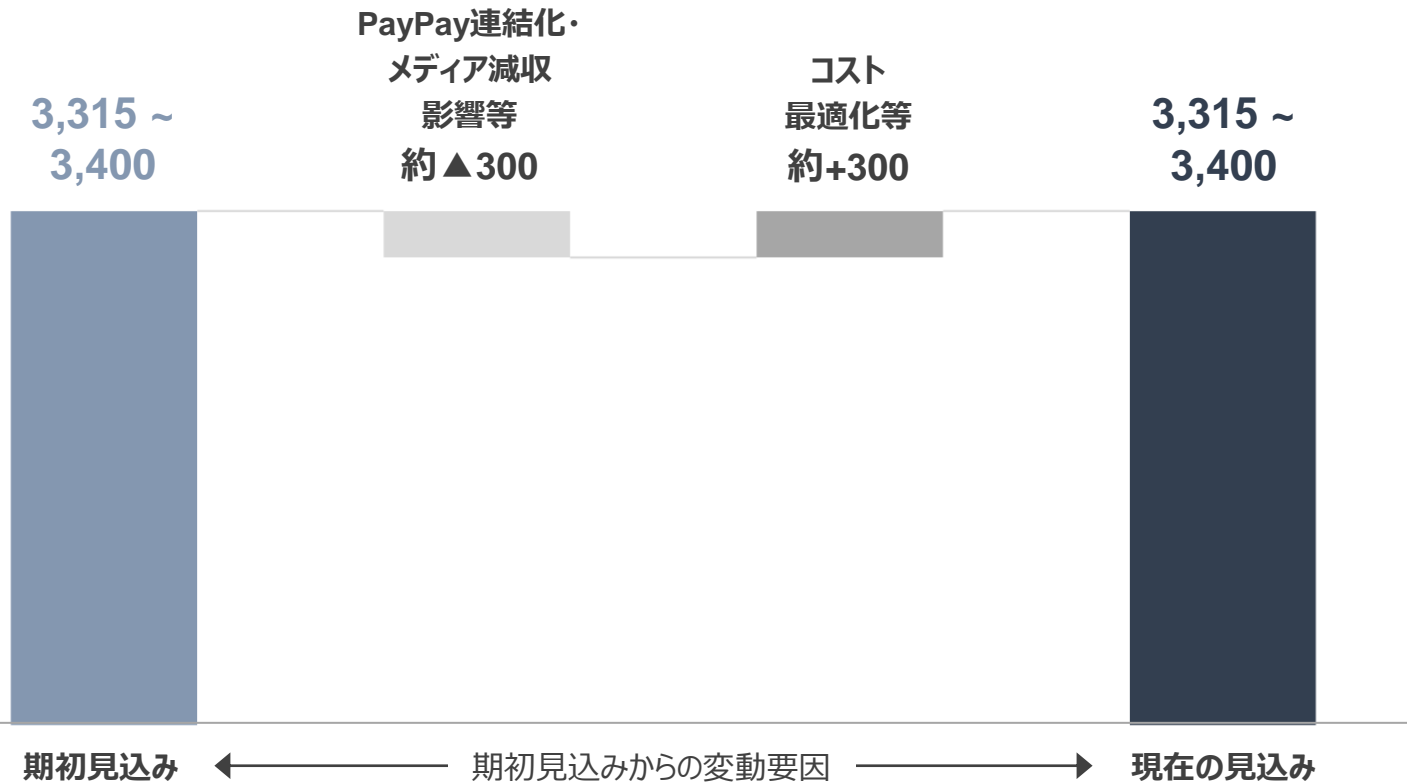 3,315 ~
3,400
PayPay連結化・
メディア減収
影響等
約▲300
コスト
最適化等
約+300
3,315 ~
3,400
期初見込み
期初見込みからの変動要因
現在の見込み